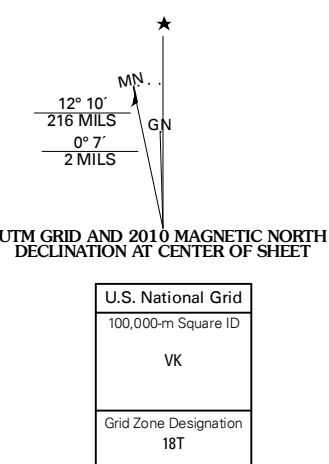 MN
12° 10´
216 MILS
GN
0° 7´
2 MILS
UTM GRID AND 2010 MAGNETIC NORTH
DECLINATION AT CENTER OF SHEET
U.S. National Grid
100,000-m Square ID
VK
Grid Zone Designation
18T